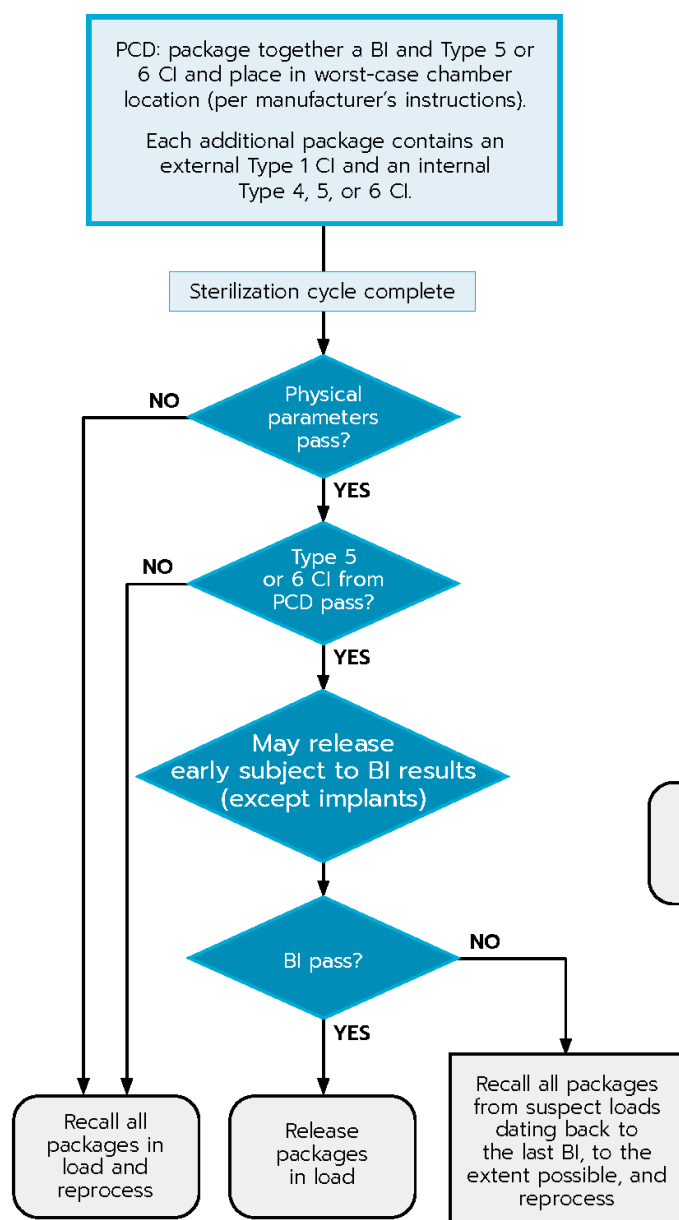 PCD: package together a BI and Type 5 or
6 CI and place in worst-case chamber
location (per manufacturer's instructions).
Each additional package contains an
external Type 1 CI and an internal
Type 4, 5, or 6 CI.
Sterilization cycle complete
Physical
parameters
pass?
NO
YES
Type 5
or 6 CI from
PCD pass?
NO
YES
May release
early subject to BI results
(except implants)
BI pass?
NO
YES
Recall all
packages in
load and
reprocess
Release
packages
in load
Recall all packages
from suspect loads
dating back to
the last BI, to the
extent possible, and
reprocess